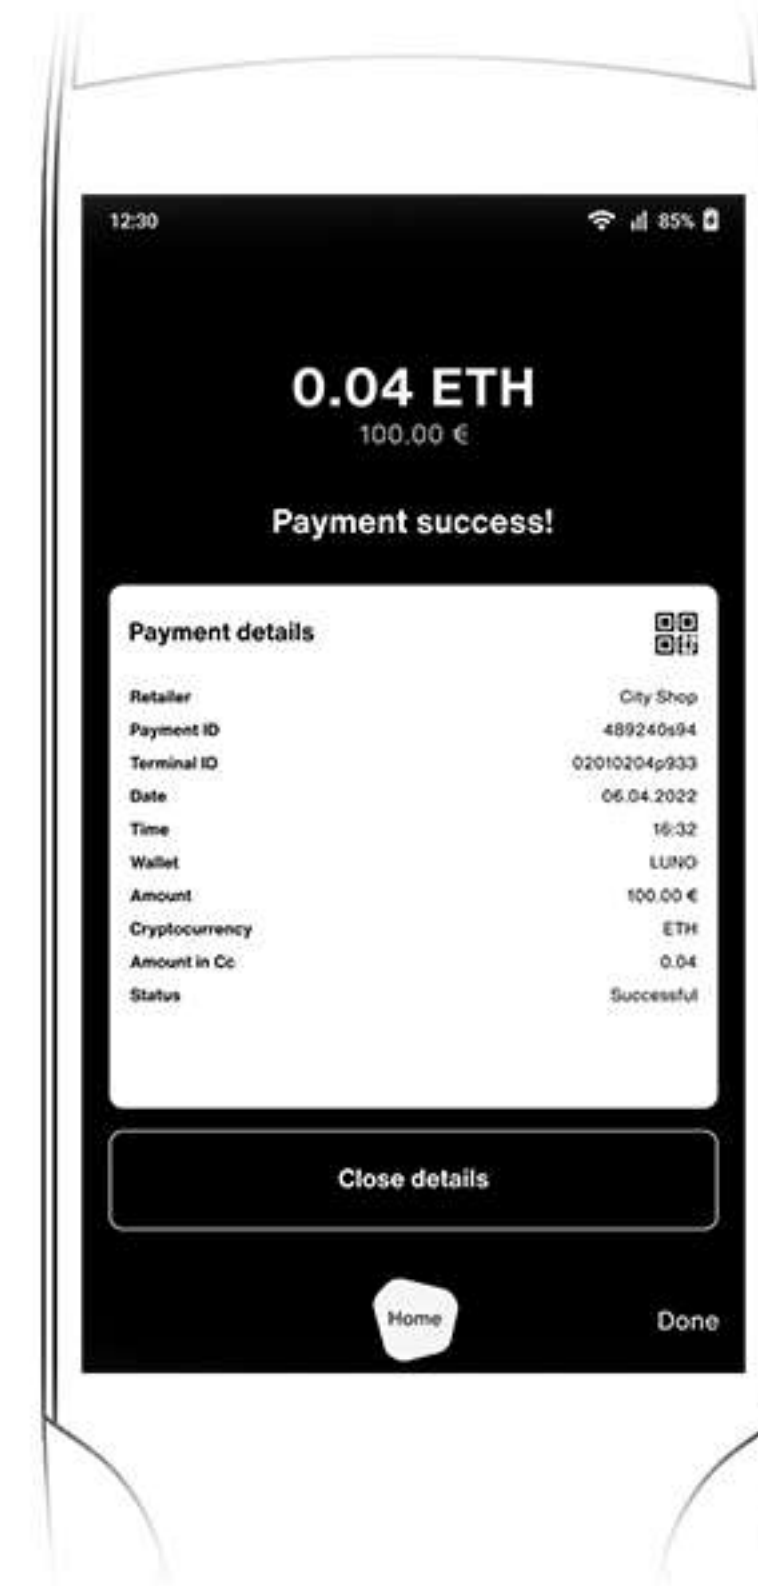 12:30 85%
0.04 ETH
100.00 €
Payment success!
Payment details
Retailer City Shop
Payment ID 489240s94
Terminal ID 02010204p933
Date 06.04.2022
Time 16:32
Wallet LUNO
Amount 100.00 €
Cryptocurrency ETH
Amount in Cc 0.04
Status Successful
Close details
Home Done